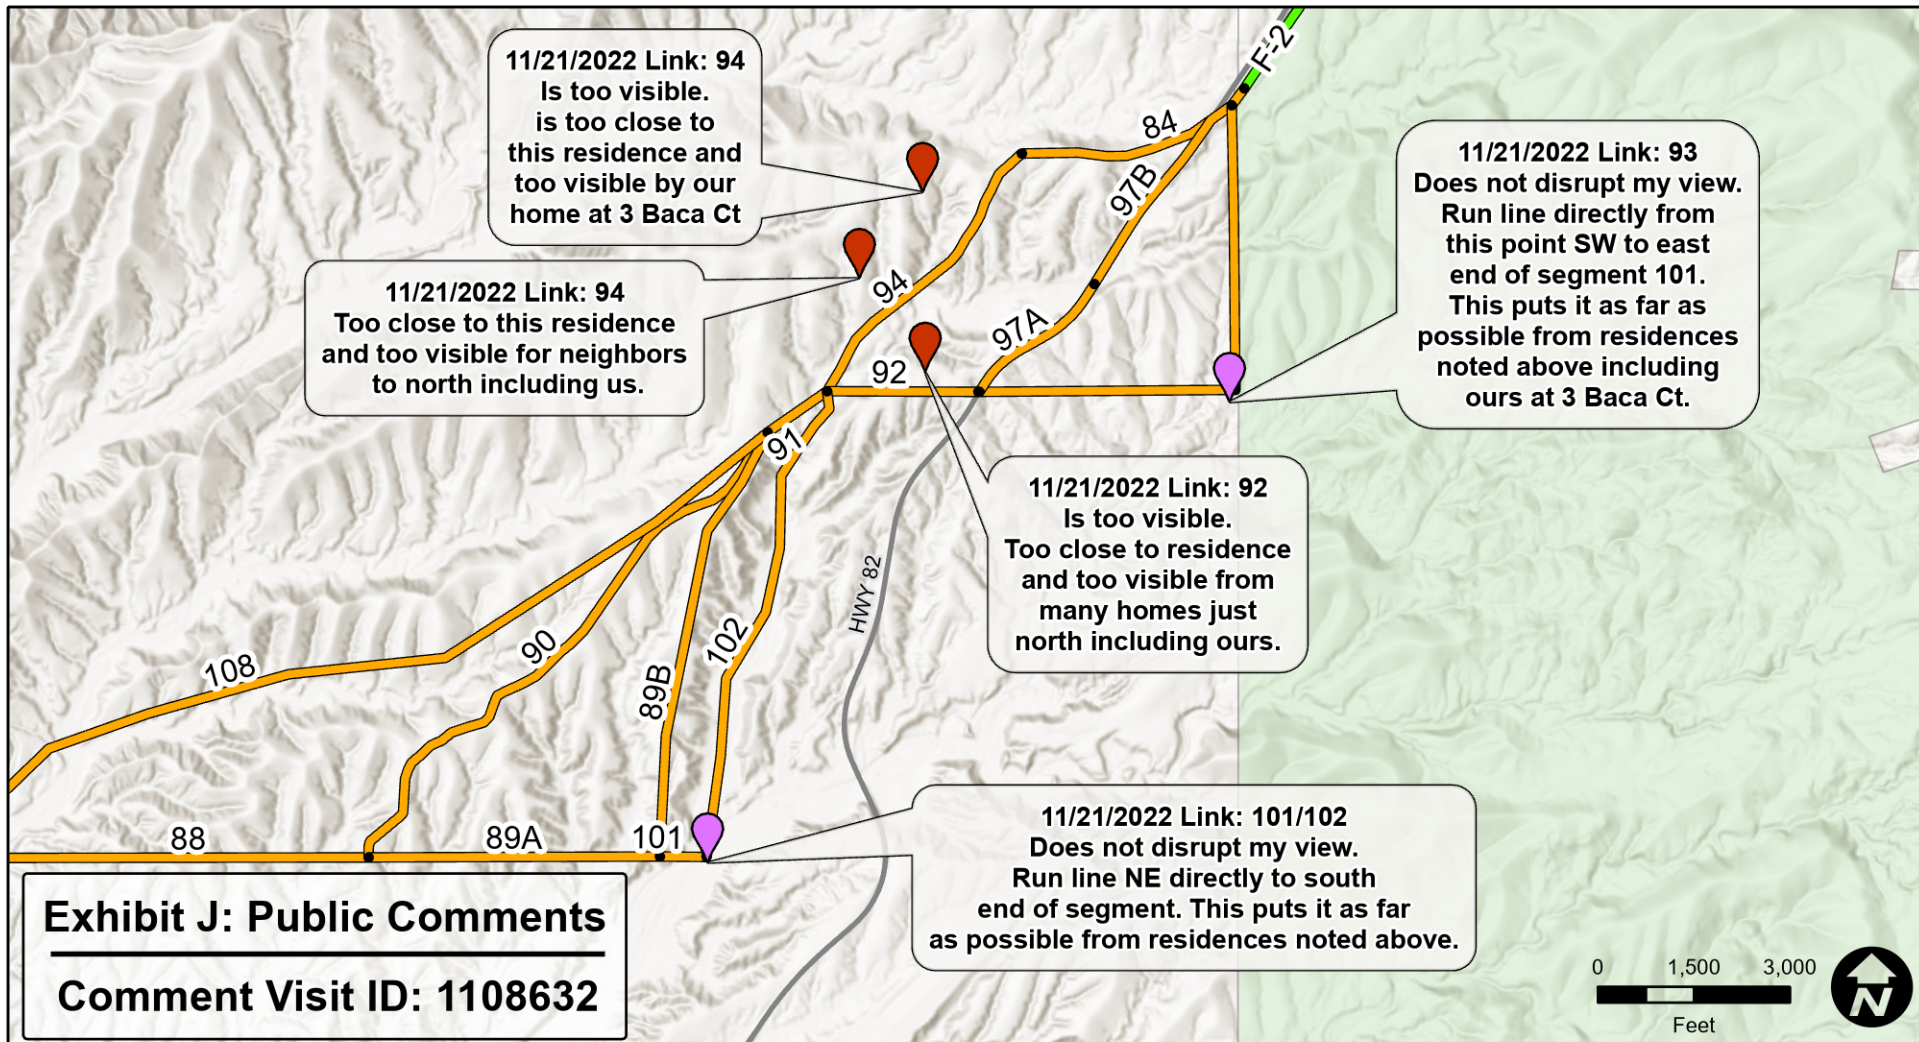 11/21/2022 Link: 94
Is too visible.
is too close to
this residence and
too visible by our
home at 3 Baca Ct
11/21/2022 Link: 94
Too close to this residence
and too visible for neighbors
to north including us.
F-2
84
97B
94
97A
92
91
11/21/2022 Link: 93
Does not disrupt my view.
Run line directly from
this point SW to east
end of segment 101.
This puts it as far as
possible from residences
noted above including
ours at 3 Baca Ct.
11/21/2022 Link: 92
Is too visible.
Too close to residence
and too visible from
many homes just
north including ours.
HWY 82
108
90
89B
102
88
89A
101
11/21/2022 Link: 101/102
Does not disrupt my view.
Run line NE directly to south
end of segment. This puts it as far
as possible from residences noted above.
Exhibit J: Public Comments
Comment Visit ID: 1108632
0 1,500 3,000
Feet
N